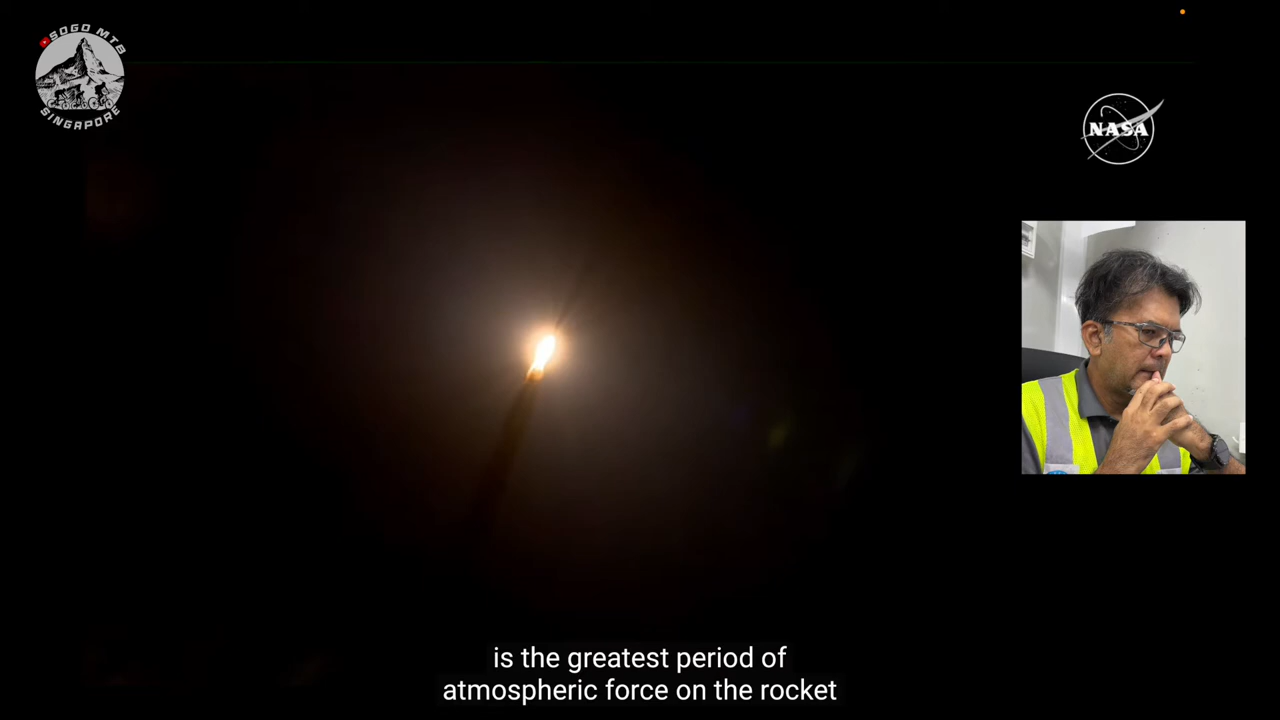 SOGO MTB
SINGAPORE
NASA
is the greatest period of
atmospheric force on the rocket